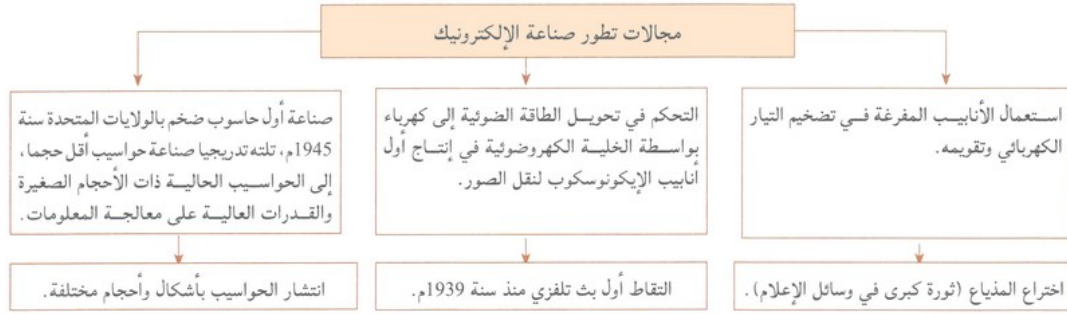 مجالات تطور صناعة الإلكترونيك
استعمال الأنابيب المفرغة في تضخيم التيار
الكهربائي وتقويمه.
التحكم في تحويل الطاقة الضوئية إلى كهرباء
بواسطة الخلية الكهروضوئية في إنتاج أول
أنابيب الإيكونوسكوب لنقل الصور.
صناعة أول حاسوب ضخم بالولايات المتحدة سنة
1945م، تلته تدريجيا صناعة حواسيب أقل حجما،
إلى الحواسيب الحالية ذات الأحجام الصغيرة
والقدرات العالية على معالجة المعلومات.
اختراع المذياع (ثورة كبرى في وسائل الإعلام).
التقاط أول بث تلفزي منذ سنة 1939م.
انتشار الحواسيب بأشكال وأحجام مختلفة.